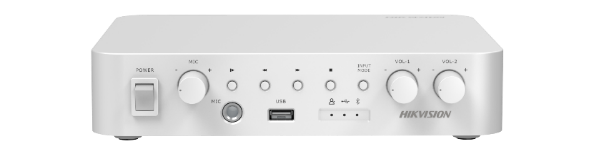 POWER
MIC
INPUT
MODE
VOL-1
VOL-2
MIC
USB
HIKVISION